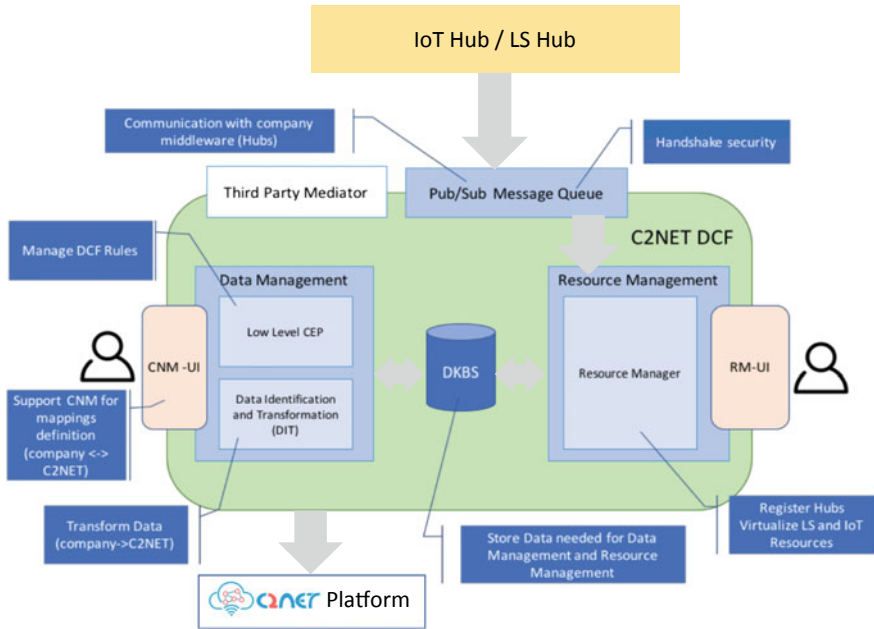 IoT Hub / LS Hub
Communication with company
middleware (Hubs)
Handshake security
Third Party Mediator
Pub/Sub Message Queue
C2NET DCF
Manage DCF Rules
Data Management
Resource Management
Low Level CEP
CNM -UI
DKBS
Resource Manager
RM-UI
Data Identification
and Transformation
(DIT)
Support CNM for
mappings
definition
(company <->
C2NET)
Transform Data
(company->C2NET)
Store Data needed for Data
Management and Resource
Management
Register Hubs
Virtualize LS and IoT
Resources
C2NET Platform